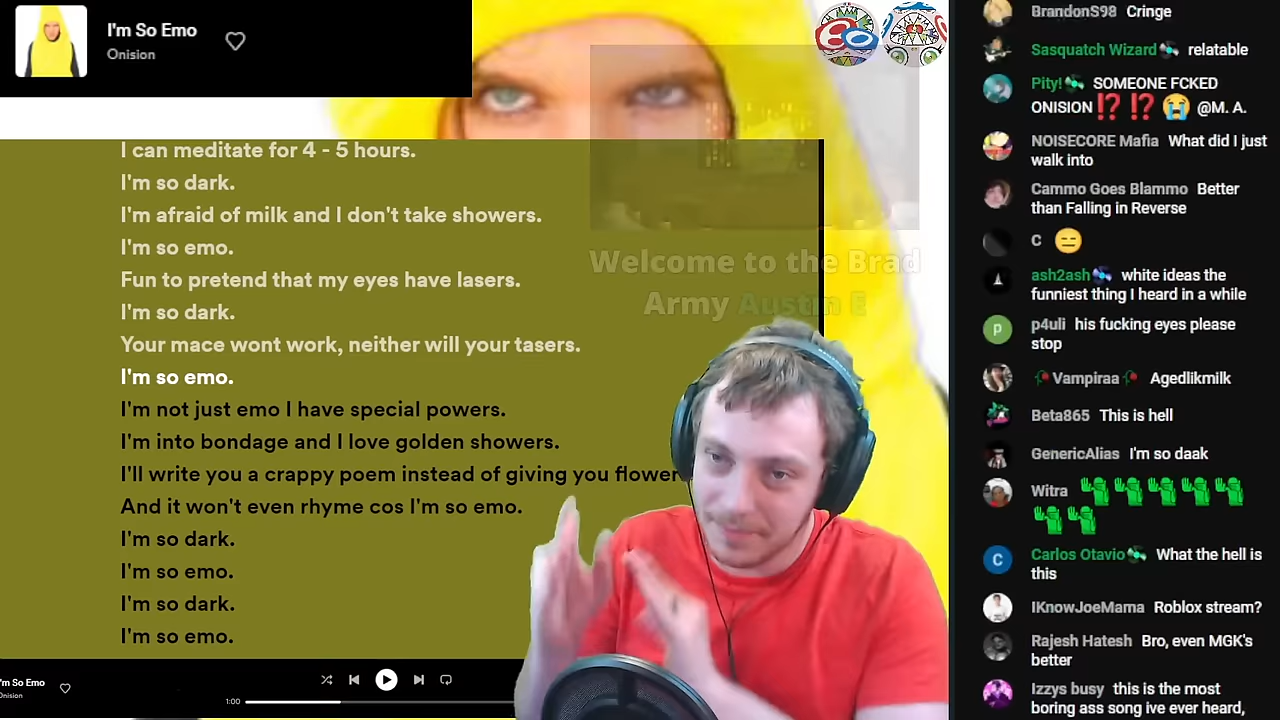 I'm So Emo
Onision
I can meditate for 4 - 5 hours.
I'm so dark.
I'm afraid of milk and I don't take showers.
I'm so emo.
Fun to pretend that my eyes have lasers.
I'm so dark.
Your mace wont work, neither will your tasers.
I'm so emo.
I'm not just emo I have special powers.
I'm into bondage and I love golden showers.
I'll write you a crappy poem instead of giving you flower
And it won't even rhyme cos I'm so emo.
I'm so dark.
I'm so emo.
I'm so dark.
I'm so emo.
Welcome to the Brad
Army Austin E
'm So Emo
Onision
1:00
BrandonS98 Cringe
Sasquatch Wizard relatable
Pity! SOMEONE FCKED
ONISION⁉️⁉️😭 @M. A.
NOISECORE Mafia What did I just
walk into
Cammo Goes Blammo Better
than Falling in Reverse
C 😑
ash2ash white ideas the
funniest thing I heard in a while
P
p4uli his fucking eyes please
stop
🥀Vampiraa🥀 Agedlikmilk
Beta865 This is hell
GenericAlias I'm so daak
Witra
C
Carlos Otavio What the hell is
this
IKnowJoeMama Roblox stream?
Rajesh Hatesh Bro, even MGK's
better
Izzys busy this is the most
boring ass song ive ever heard,